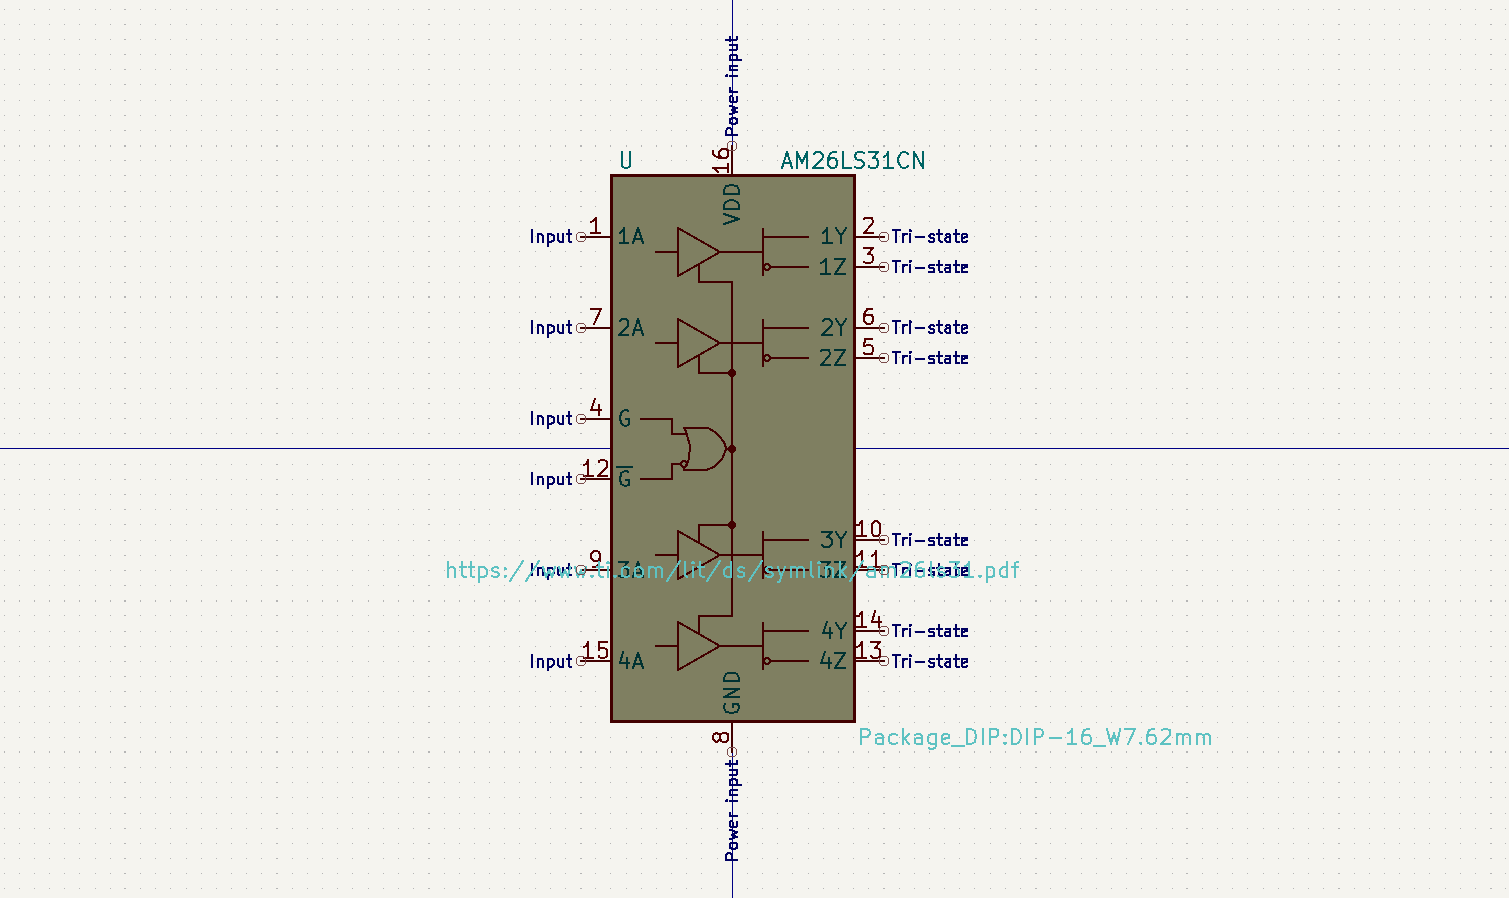 Power input
16
U AM26LS31CN
VDD
Input 1 1A 1Y 2 Tri-state
1Z 3 Tri-state
Input 7 2A 2Y 6 Tri-state
2Z 5 Tri-state
Input 4 G
Input 12 G̅
3Y 10 Tri-state
Input 9 3A 3Z 11 Tri-state
https://www.ti.com/lit/ds/symlink/am26ls31.pdf
4Y 14 Tri-state
Input 15 4A 4Z 13 Tri-state
GND
8
Package_DIP:DIP-16_W7.62mm
Power input